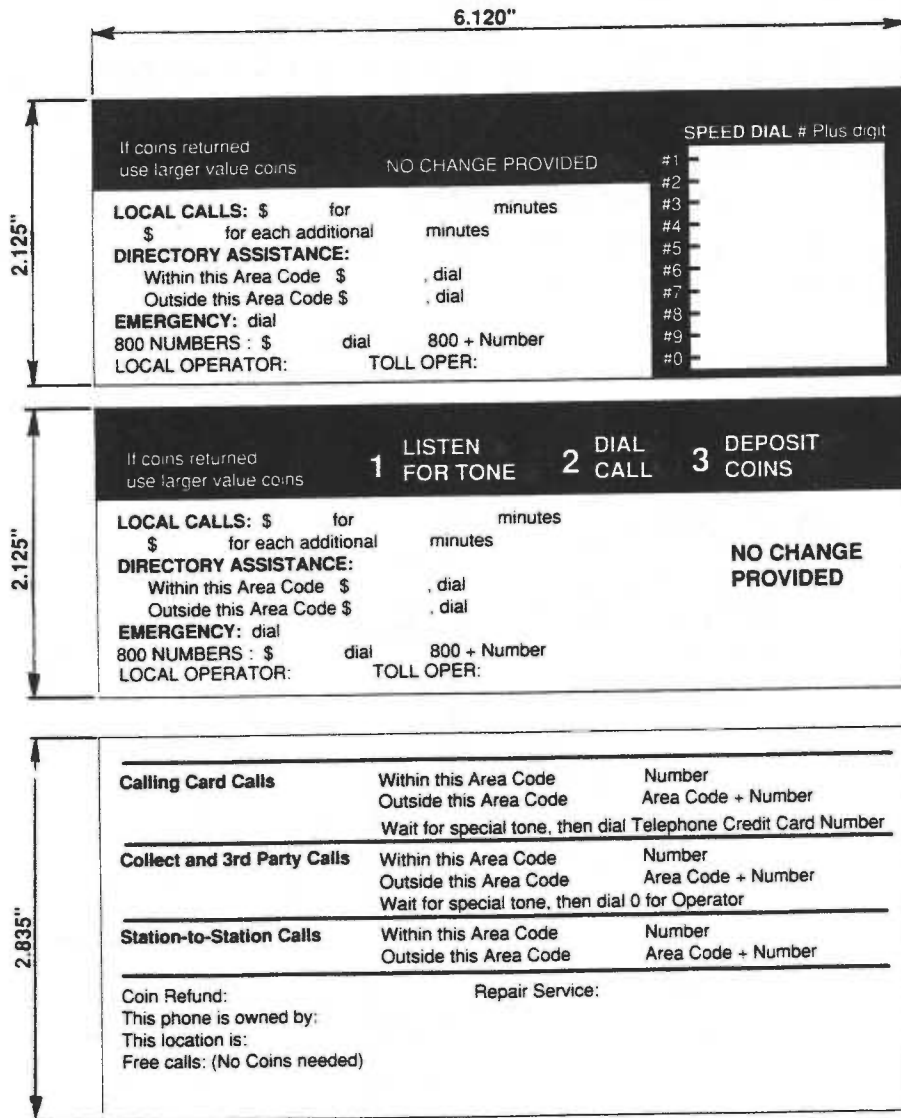 6.120"
2.125"
If coins returned
use larger value coins
NO CHANGE PROVIDED
SPEED DIAL # Plus digit
#1
#2
#3
#4
#5
#6
#7
#8
#9
#0
LOCAL CALLS: $ for minutes
$ for each additional minutes
DIRECTORY ASSISTANCE:
Within this Area Code $ , dial
Outside this Area Code $ , dial
EMERGENCY: dial
800 NUMBERS : $ dial 800 + Number
LOCAL OPERATOR: TOLL OPER:
2.125"
If coins returned
use larger value coins
1 LISTEN
FOR TONE
2 DIAL
CALL
3 DEPOSIT
COINS
LOCAL CALLS: $ for minutes
$ for each additional minutes
DIRECTORY ASSISTANCE:
Within this Area Code $ , dial
Outside this Area Code $ , dial
EMERGENCY: dial
800 NUMBERS : $ dial 800 + Number
LOCAL OPERATOR: TOLL OPER:
NO CHANGE
PROVIDED
2.835"
Calling Card Calls Within this Area Code Number
Outside this Area Code Area Code + Number
Wait for special tone, then dial Telephone Credit Card Number
Collect and 3rd Party Calls Within this Area Code Number
Outside this Area Code Area Code + Number
Wait for special tone, then dial 0 for Operator
Station-to-Station Calls Within this Area Code Number
Outside this Area Code Area Code + Number
Coin Refund: Repair Service:
This phone is owned by:
This location is:
Free calls: (No Coins needed)